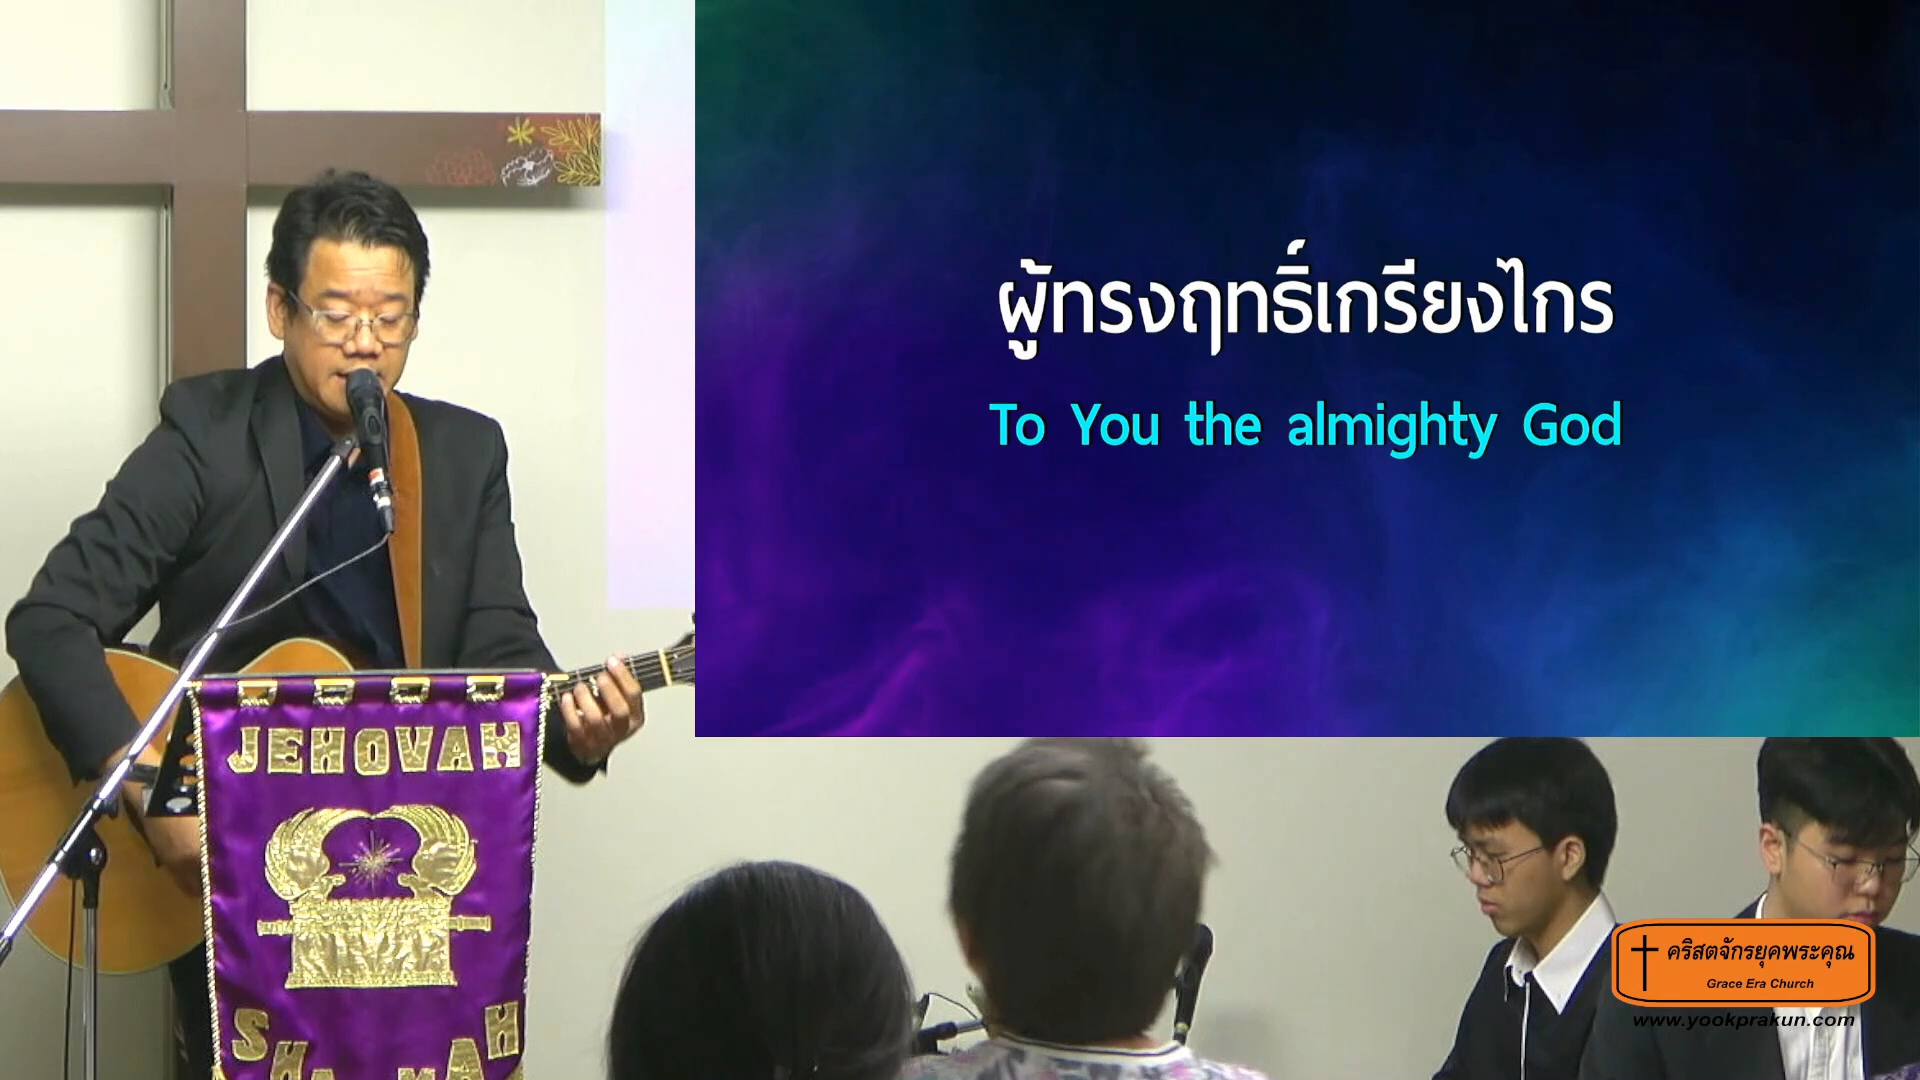 ผู้ทรงฤทธิ์เกรียงไกร
To You the almighty God
JEHOVAH
SHAMMAH
คริสตจักรยุคพระคุณ
Grace Era Church
www.yookprakun.com